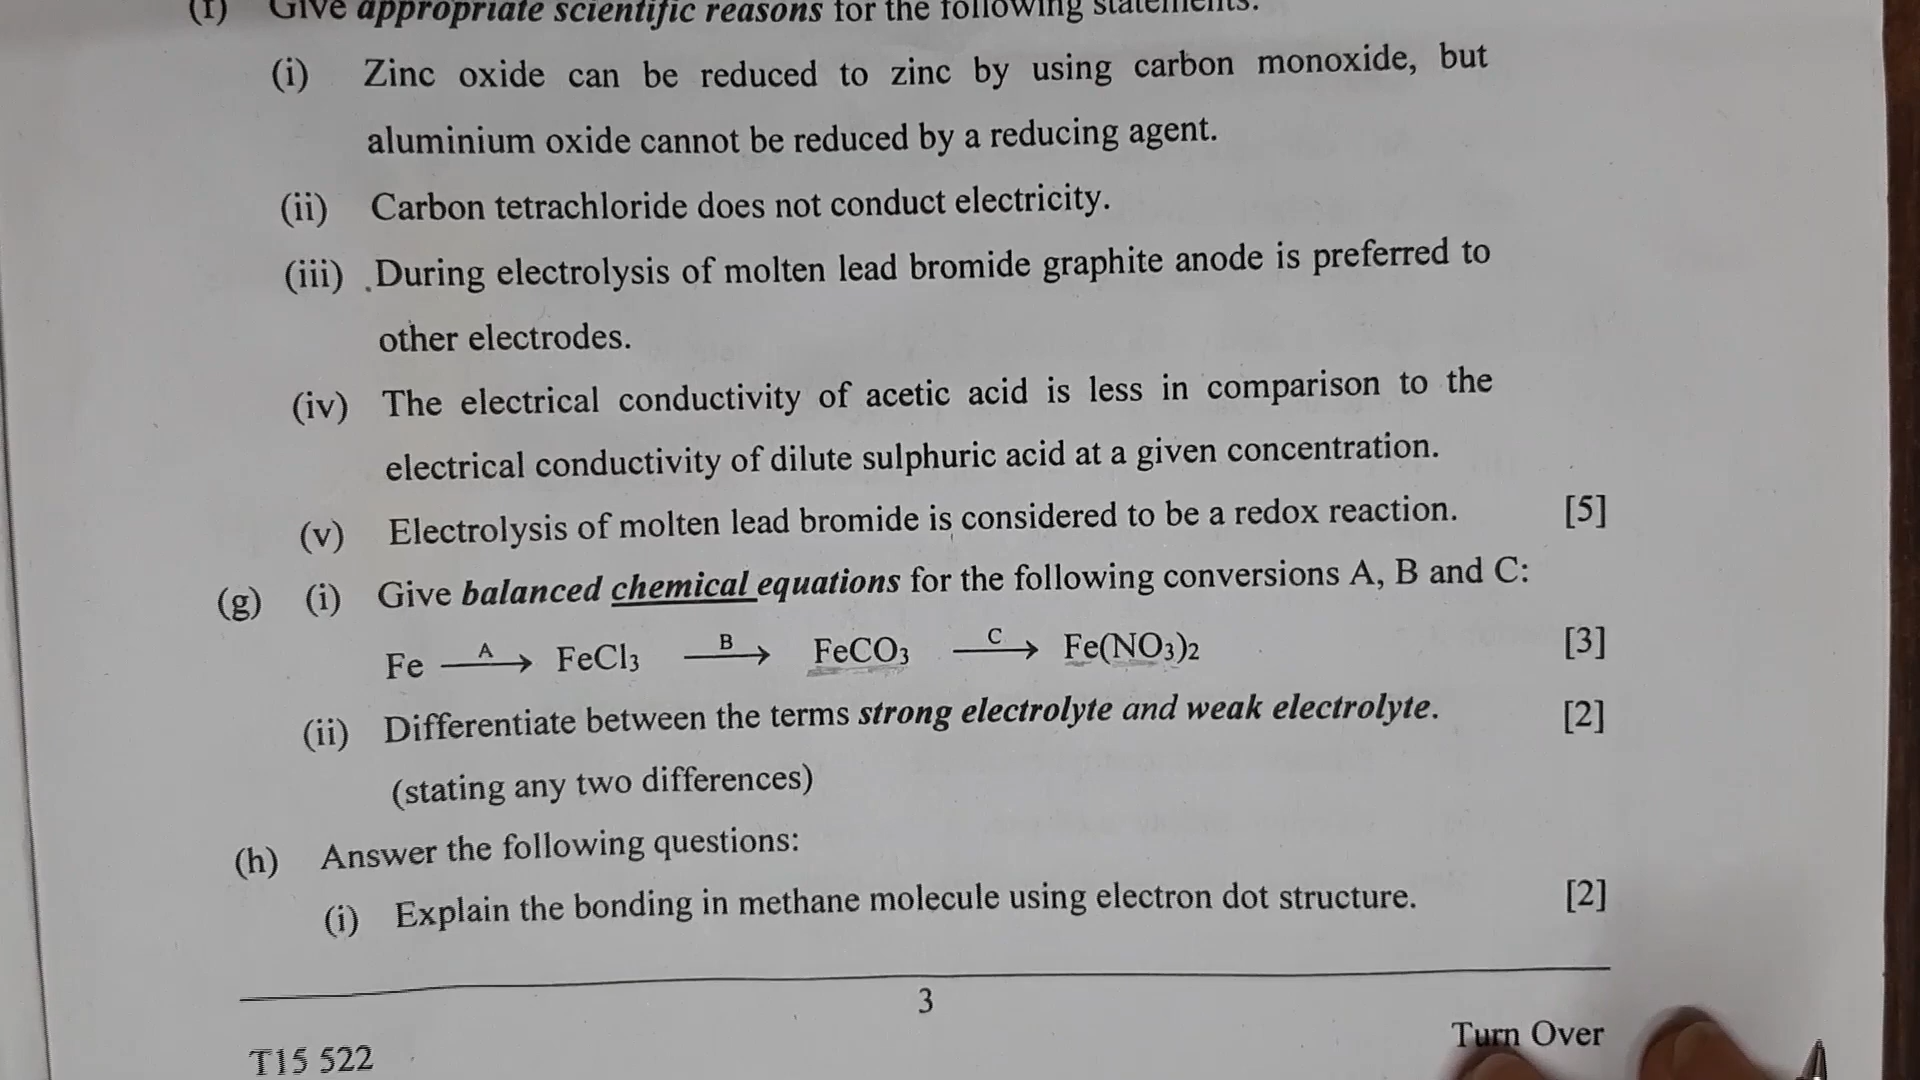 (f) Give appropriate scientific reasons for the following statements:
(i) Zinc oxide can be reduced to zinc by using carbon monoxide, but
aluminium oxide cannot be reduced by a reducing agent.
(ii) Carbon tetrachloride does not conduct electricity.
(iii) During electrolysis of molten lead bromide graphite anode is preferred to
other electrodes.
(iv) The electrical conductivity of acetic acid is less in comparison to the
electrical conductivity of dilute sulphuric acid at a given concentration.
(v) Electrolysis of molten lead bromide is considered to be a redox reaction. [5]
(g) (i) Give balanced chemical equations for the following conversions A, B and C:
Fe —A→ FeCl₃ —B→ FeCO₃ —C→ Fe(NO₃)₂ [3]
(ii) Differentiate between the terms strong electrolyte and weak electrolyte. [2]
(stating any two differences)
(h) Answer the following questions:
(i) Explain the bonding in methane molecule using electron dot structure. [2]
3
Turn Over
T15 522